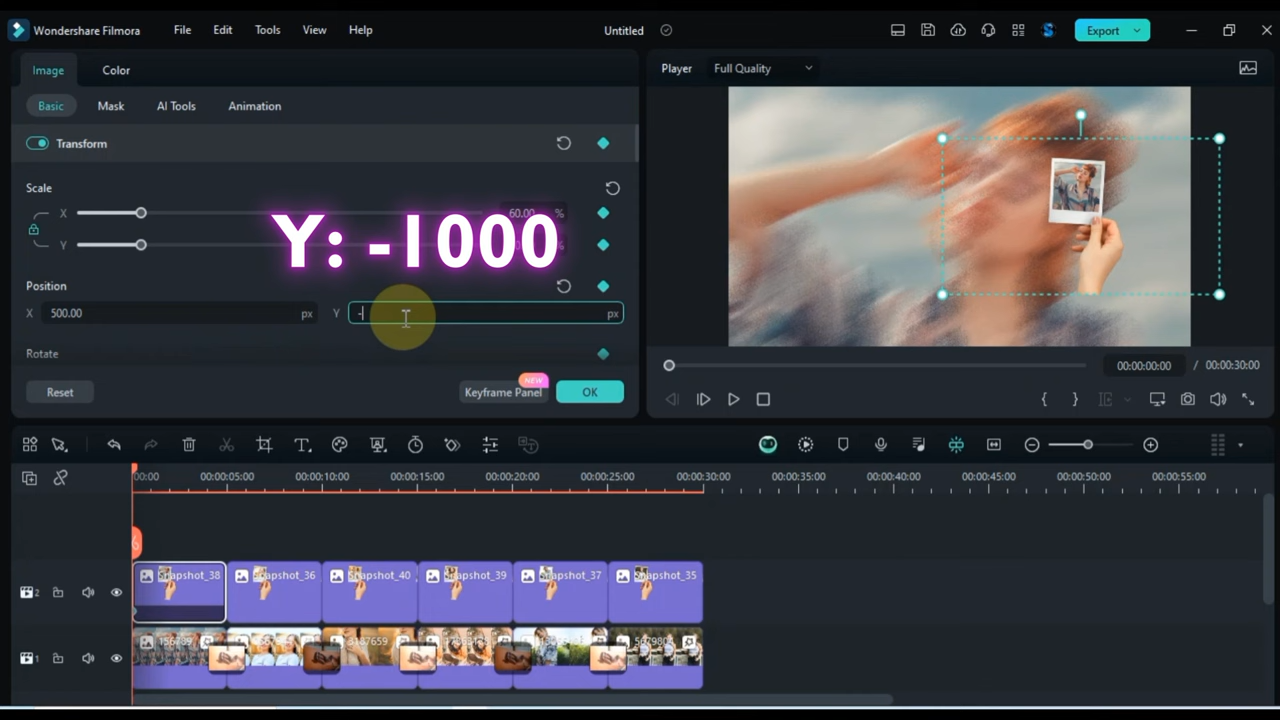 Wondershare Filmora File Edit Tools View Help Untitled Export
Image Color Player Full Quality
Basic Mask AI Tools Animation
Transform
Scale
X 60.00 %
Y %
Y: -1000
Position
X 500.00 px Y - px
Rotate
00:00:00:00 / 00:00:30:00
Reset Keyframe Panel NEW OK
00:00 00:00:05:00 00:00:10:00 00:00:15:00 00:00:20:00 00:00:25:00 00:00:30:00 00:00:35:00 00:00:40:00 00:00:45:00 00:00:50:00 00:00:55:00
2 Snapshot_38 Snapshot_36 Snapshot_40 Snapshot_39 Snapshot_37 Snapshot_35
1